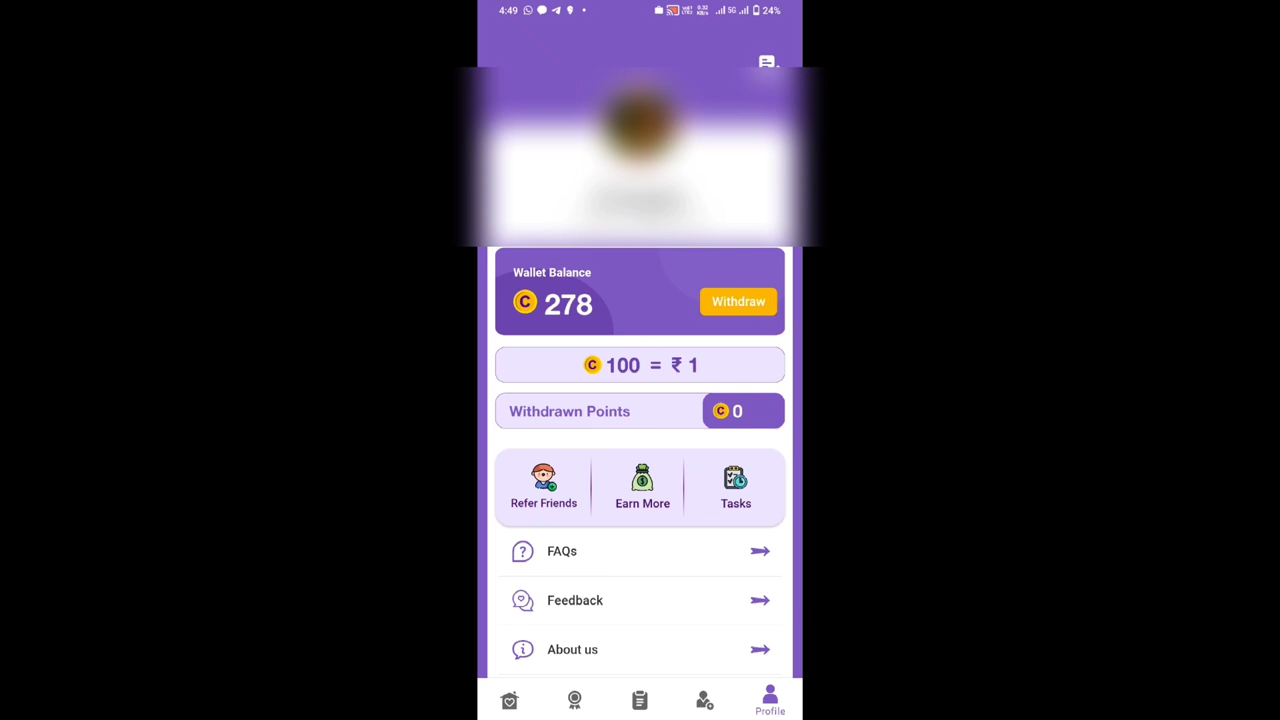 4:49
5G 24%
Wallet Balance
C 278
Withdraw
C 100 = ₹ 1
Withdrawn Points
C 0
Refer Friends
Earn More
Tasks
FAQs
Feedback
About us
Profile